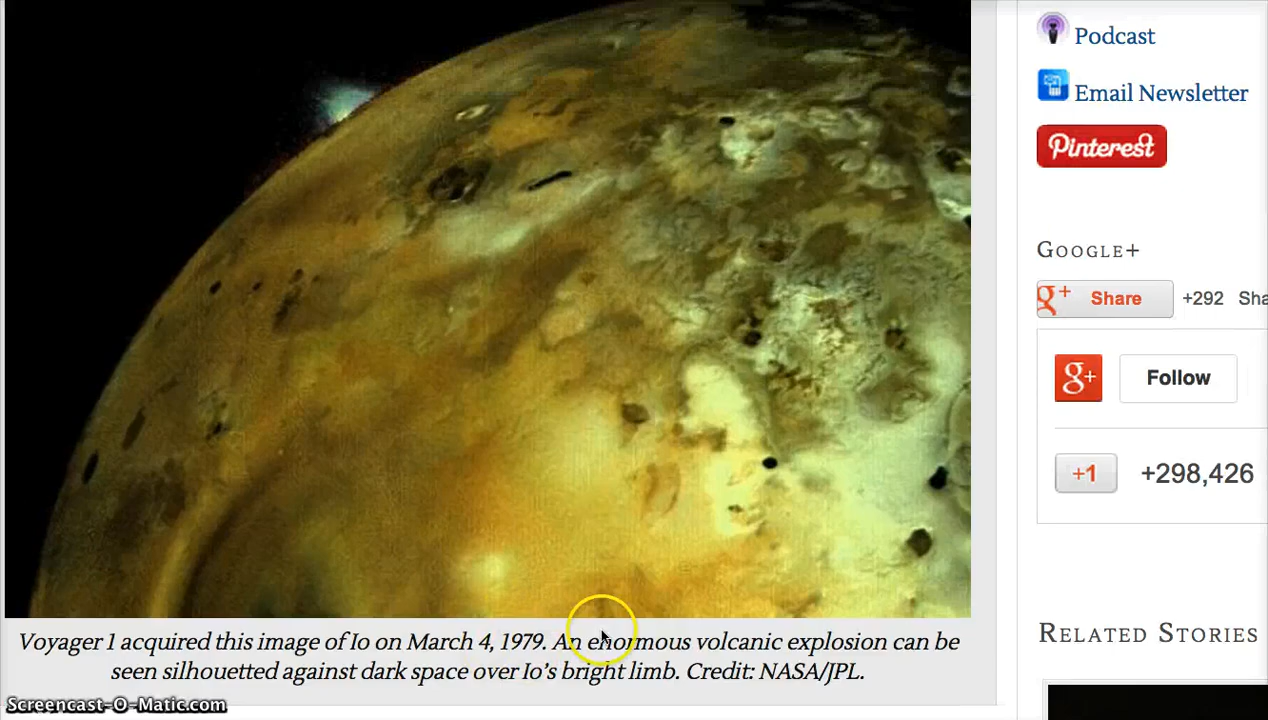 Podcast
Email Newsletter
Pinterest
Google+
g+ Share +292 Sha
g+ Follow
+1 +298,426
Voyager 1 acquired this image of Io on March 4, 1979. An enormous volcanic explosion can be
seen silhouetted against dark space over Io's bright limb. Credit: NASA/JPL.
Related Stories
Screencast-O-Matic.com